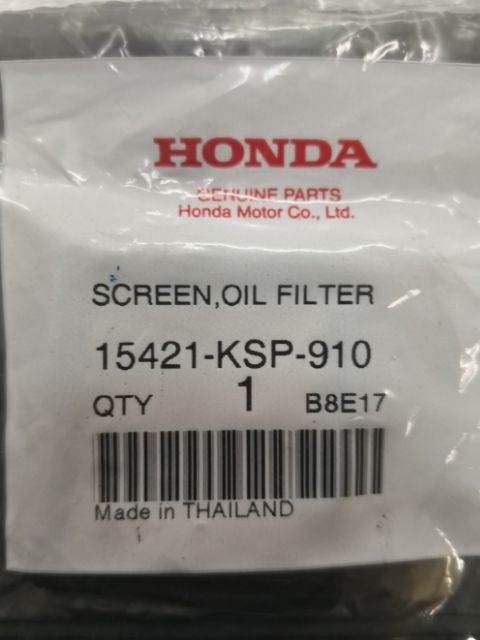 HONDA
GENUINE PARTS
Honda Motor Co., Ltd.
SCREEN,OIL FILTER
15421-KSP-910
QTY 1 B8E17
Made in THAILAND